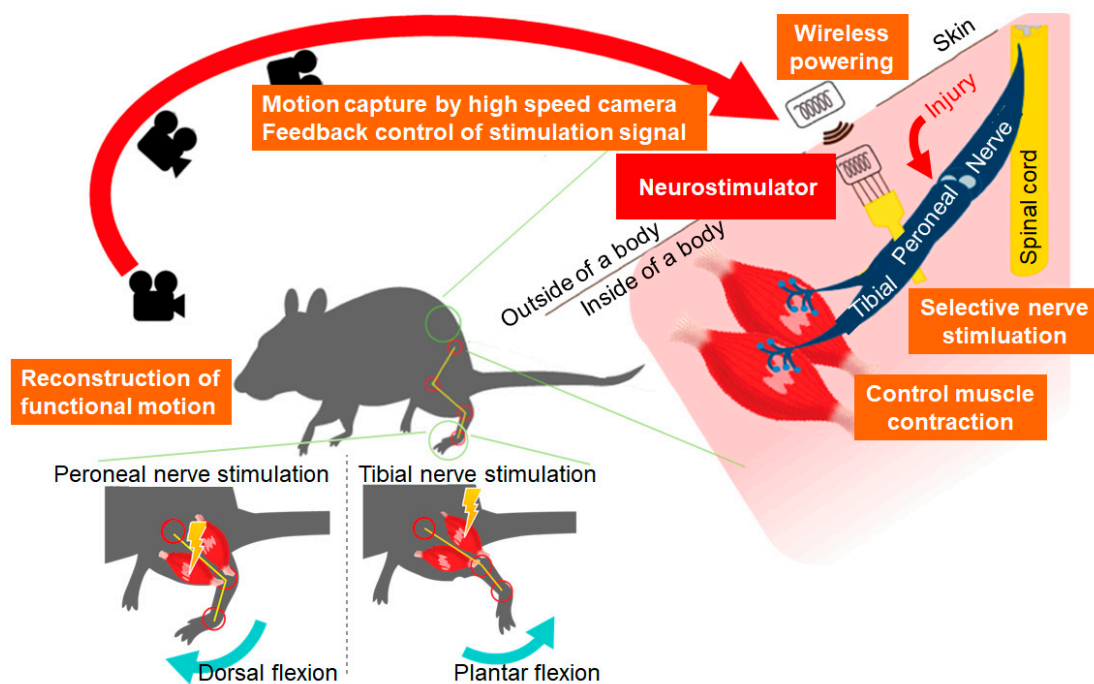 Wireless
powering
Skin
Motion capture by high speed camera
Feedback control of stimulation signal
Injury
Neurostimulator
Nerve
Peroneal
Tibial
Spinal cord
Outside of a body
Inside of a body
Selective nerve
stimluation
Reconstruction of
functional motion
Control muscle
contraction
Peroneal nerve stimulation
Tibial nerve stimulation
Dorsal flexion
Plantar flexion